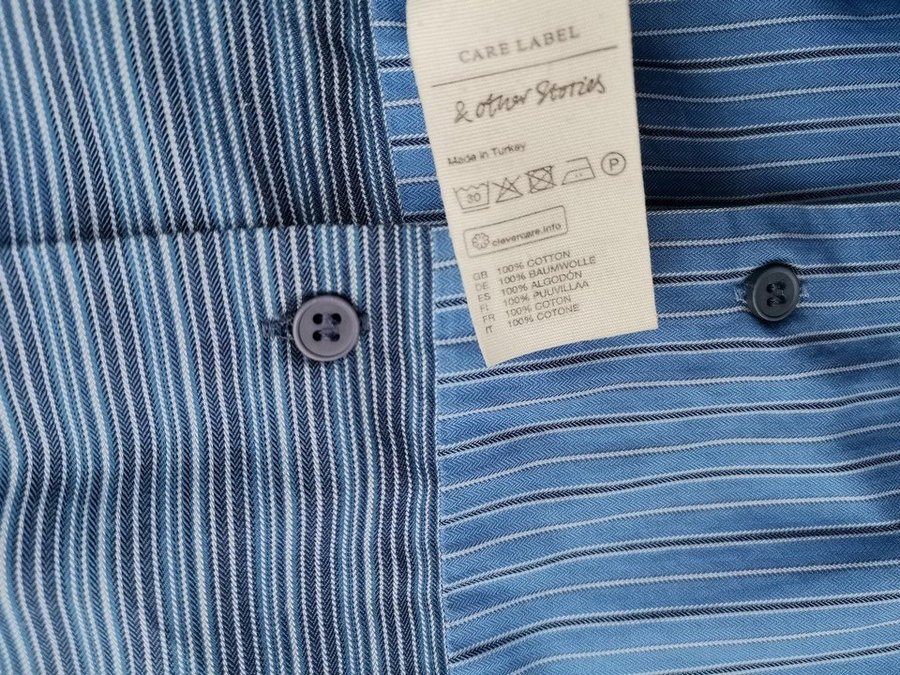 CARE LABEL
& other Stories
Made in Turkey
30 P
clevercare.info
GB 100% COTTON
DE 100% BAUMWOLLE
ES 100% ALGODÓN
FI 100% PUUVILLAA
FR 100% COTON
IT 100% COTONE